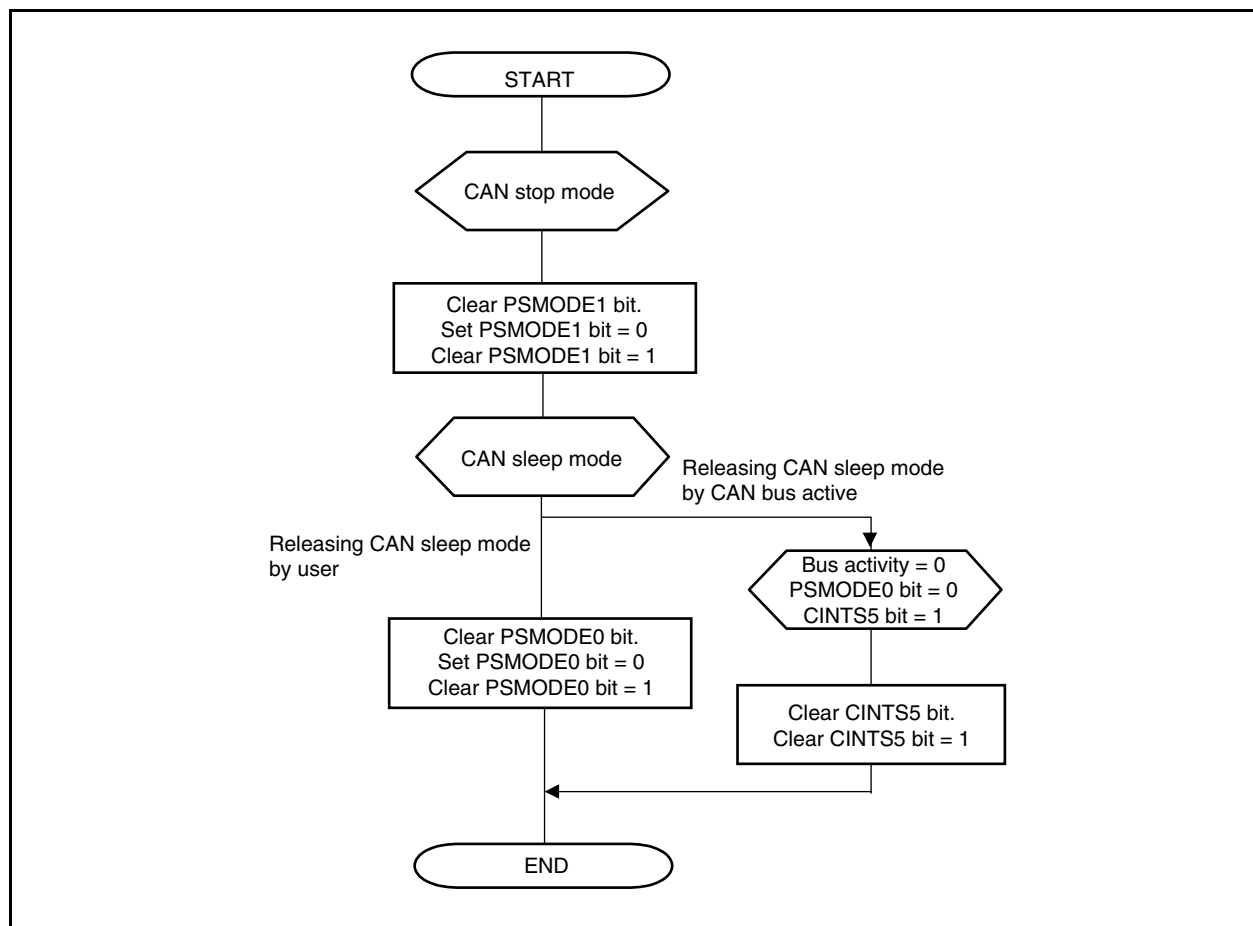 START
CAN stop mode
Clear PSMODE1 bit.
Set PSMODE1 bit = 0
Clear PSMODE1 bit = 1
CAN sleep mode
Releasing CAN sleep mode
by CAN bus active
Releasing CAN sleep mode
by user
Bus activity = 0
PSMODE0 bit = 0
CINTS5 bit = 1
Clear PSMODE0 bit.
Set PSMODE0 bit = 0
Clear PSMODE0 bit = 1
Clear CINTS5 bit.
Clear CINTS5 bit = 1
END